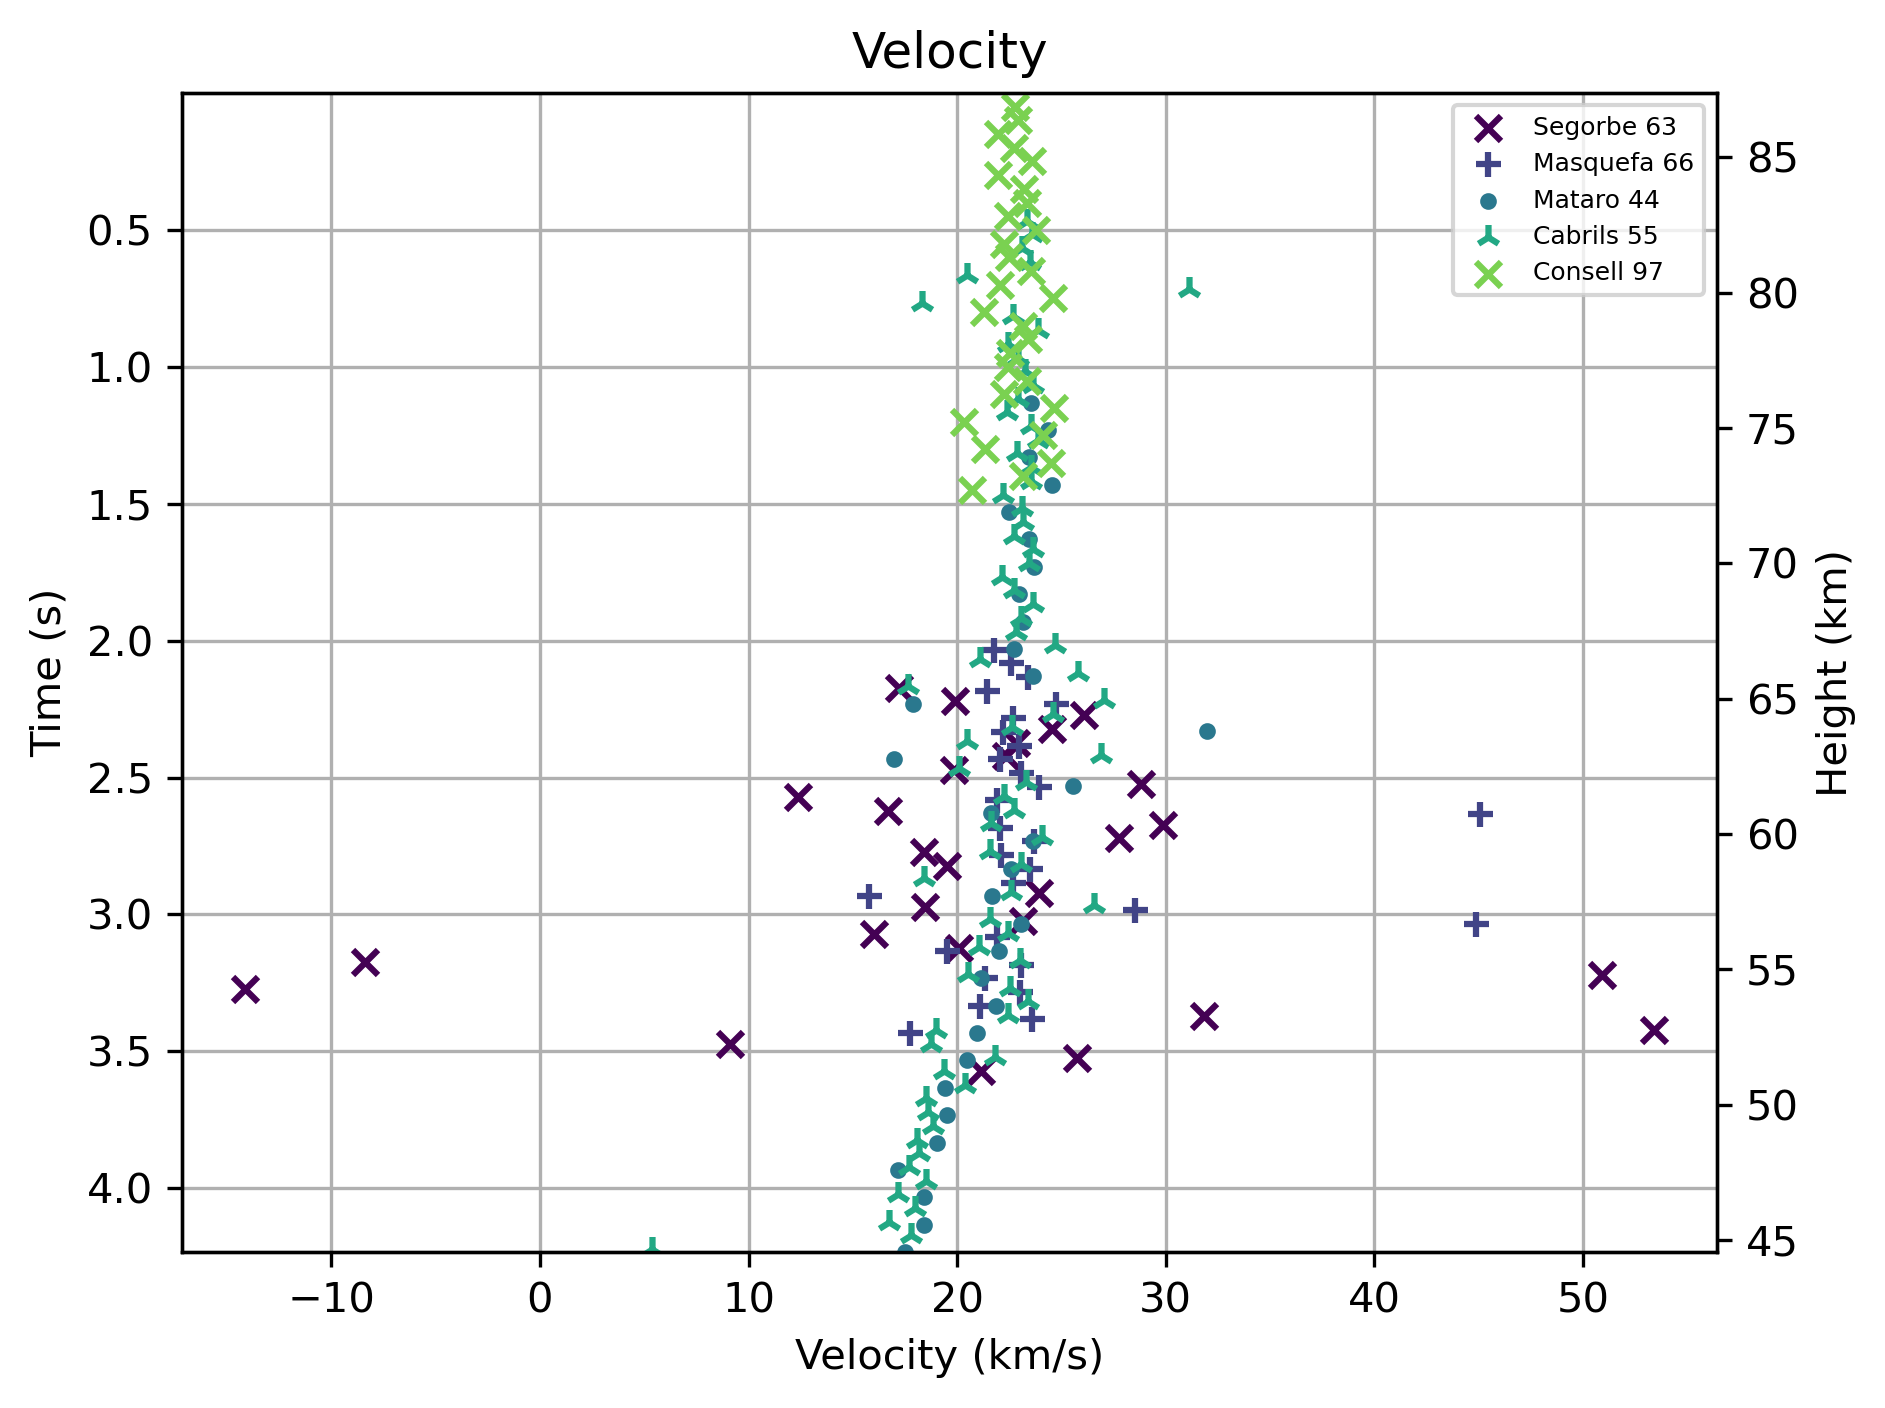 Velocity
Segorbe 63
Masquefa 66
Mataro 44
Cabrils 55
Consell 97
0.5
1.0
1.5
2.0
2.5
3.0
3.5
4.0
Time (s)
85
80
75
70
65
60
55
50
45
Height (km)
−10 0 10 20 30 40 50
Velocity (km/s)